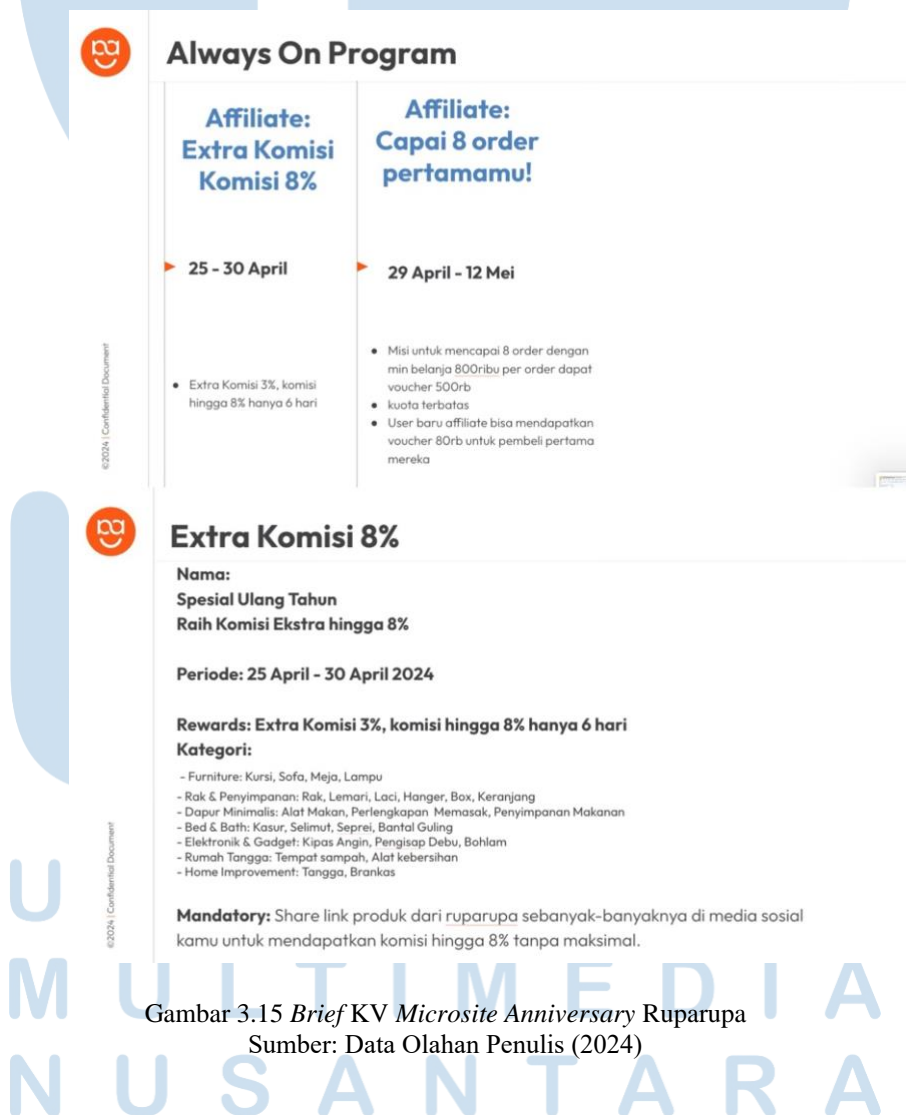 Always On Program
Affiliate:
Extra Komisi
Komisi 8%
25 - 30 April
Extra Komisi 3%, komisi
hingga 8% hanya 6 hari
Affiliate:
Capai 8 order
pertamamu!
29 April - 12 Mei
Misi untuk mencapai 8 order dengan
min belanja 800ribu per order dapat
voucher 500rb
kuota terbatas
User baru affiliate bisa mendapatkan
voucher 80rb untuk pembeli pertama
mereka
©2024 | Confidential Document
Extra Komisi 8%
Nama:
Spesial Ulang Tahun
Raih Komisi Ekstra hingga 8%
Periode: 25 April - 30 April 2024
Rewards: Extra Komisi 3%, komisi hingga 8% hanya 6 hari
Kategori:
- Furniture: Kursi, Sofa, Meja, Lampu
- Rak & Penyimpanan: Rak, Lemari, Laci, Hanger, Box, Keranjang
- Dapur Minimalis: Alat Makan, Perlengkapan Memasak, Penyimpanan Makanan
- Bed & Bath: Kasur, Selimut, Seprei, Bantal Guling
- Elektronik & Gadget: Kipas Angin, Pengisap Debu, Bohlam
- Rumah Tangga: Tempat sampah, Alat kebersihan
- Home Improvement: Tangga, Brankas
Mandatory: Share link produk dari ruparupa sebanyak-banyaknya di media sosial
kamu untuk mendapatkan komisi hingga 8% tanpa maksimal.
©2024 | Confidential Document
U
MULTIMEDIA
Gambar 3.15 Brief KV Microsite Anniversary Ruparupa
Sumber: Data Olahan Penulis (2024)
NUSANTARA